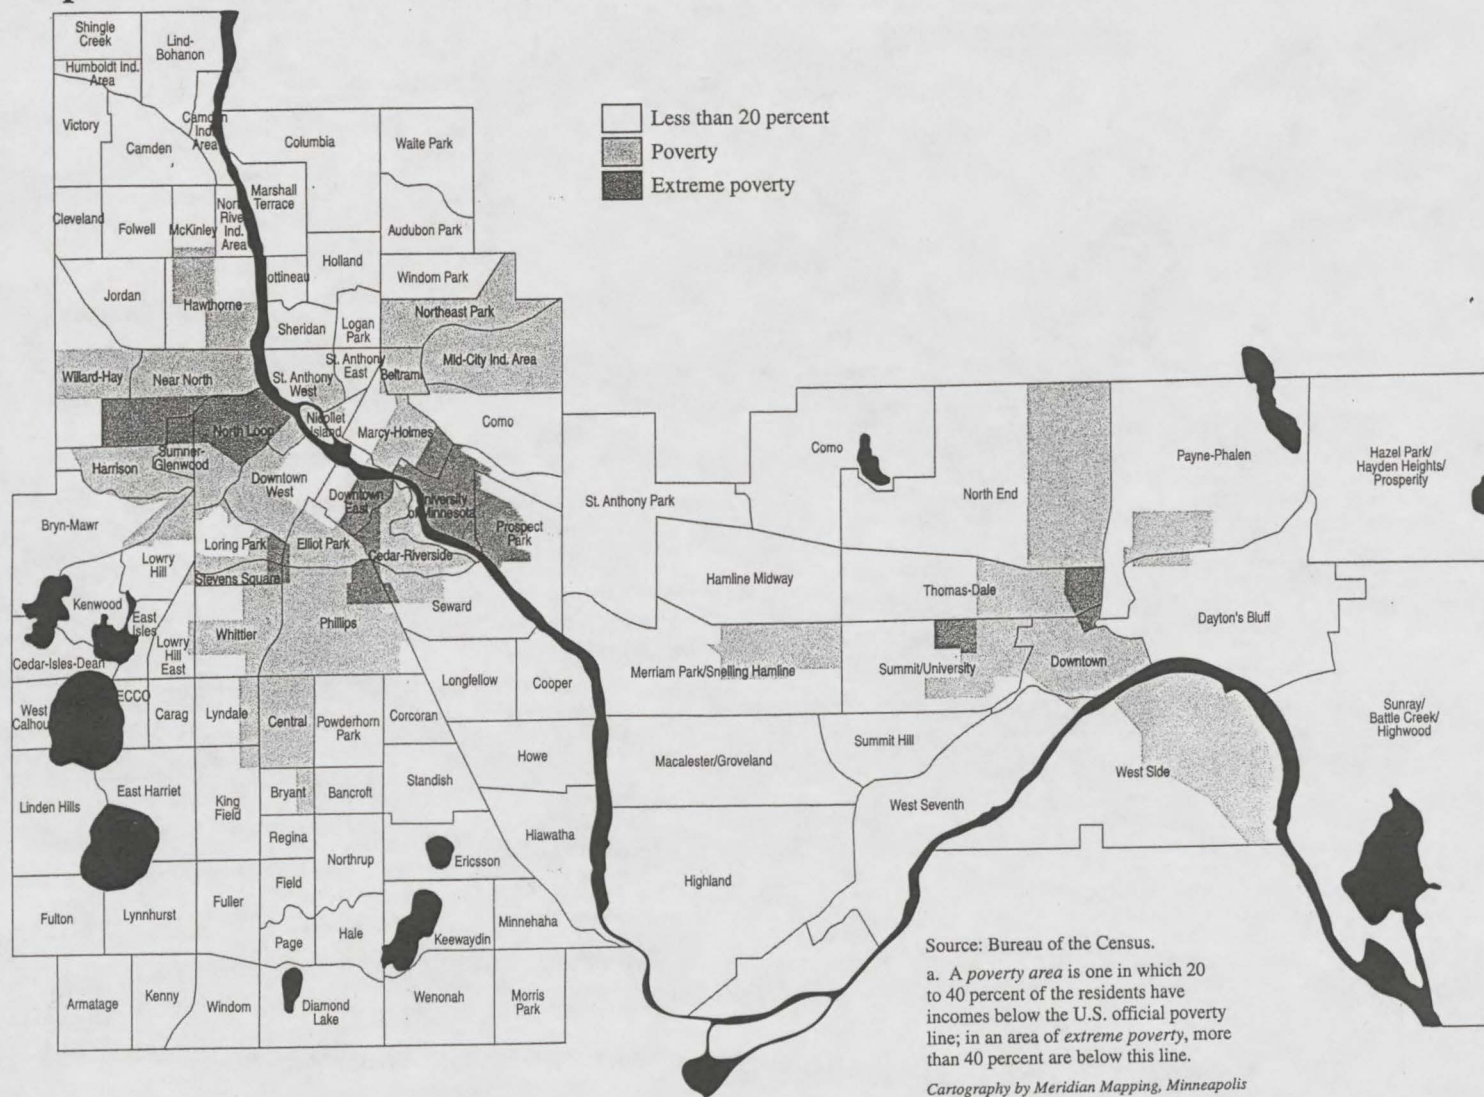 Shingle
Creek
Lind-
Bohanon
Humboldt Ind.
Area
Victory
Camden
Ind.
Area
Camden
Columbia
Waite Park
Less than 20 percent
Poverty
Extreme poverty
Marshall
Terrace
Cleveland
Folwell
McKinley
North
River
Ind.
Area
Audubon Park
Holland
Jordan
Hawthorne
Bottineau
Windom Park
Sheridan
Logan
Park
Northeast Park
Willard-Hay
Near North
St. Anthony
West
St. Anthony
East
Beltrami
Mid-City Ind. Area
North Loop
Nicollet
Island
Marcy-Holmes
Como
Harrison
Sumner-
Glenwood
Downtown
West
Downtown
East
University
of Minnesota
Prospect
Park
Bryn-Mawr
Loring Park
Elliot Park
Cedar-Riverside
Lowry
Hill
Stevens Square
Kenwood
East
Isles
Lowry
Hill
East
Whittier
Phillips
Seward
Cedar-Isles-Dean
Longfellow
Cooper
West
Calhou
ECCO
Carag
Lyndale
Central
Powderhorn
Park
Corcoran
Howe
Linden Hills
East Harriet
King
Field
Bryant
Bancroft
Standish
Regina
Northrup
Ericsson
Hiawatha
Fulton
Lynnhurst
Fuller
Field
Page
Hale
Keewaydin
Minnehaha
Armatage
Kenny
Windom
Diamond
Lake
Wenonah
Morris
Park
St. Anthony Park
Como
North End
Payne-Phalen
Hazel Park/
Hayden Heights/
Prosperity
Hamline Midway
Thomas-Dale
Dayton's Bluff
Merriam Park/Snelling Hamline
Summit/University
Downtown
Macalester/Groveland
Summit Hill
West Side
Sunray/
Battle Creek/
Highwood
West Seventh
Highland
Source: Bureau of the Census.
a. A poverty area is one in which 20
to 40 percent of the residents have
incomes below the U.S. official poverty
line; in an area of extreme poverty, more
than 40 percent are below this line.
Cartography by Meridian Mapping, Minneapolis